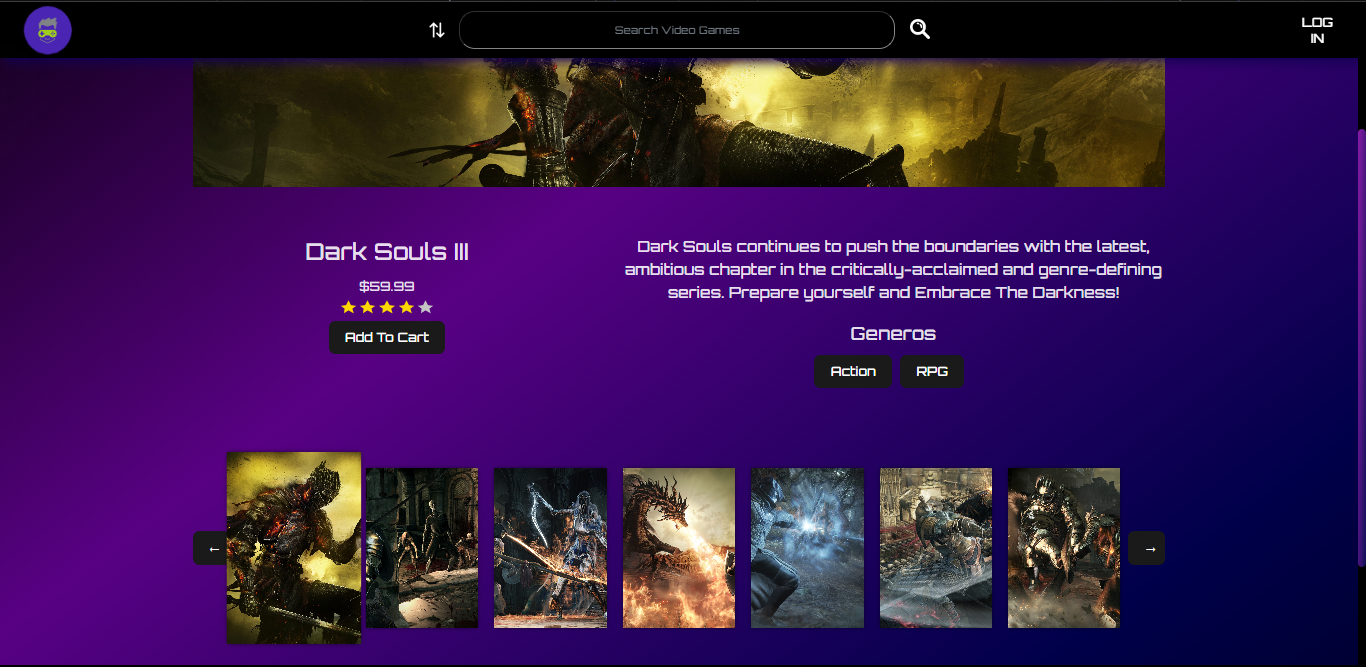 Search Video Games
LOG
IN
Dark Souls III
$59.99
Add To Cart
Dark Souls continues to push the boundaries with the latest,
ambitious chapter in the critically-acclaimed and genre-defining
series. Prepare yourself and Embrace The Darkness!
Generos
Action
RPG
←
→